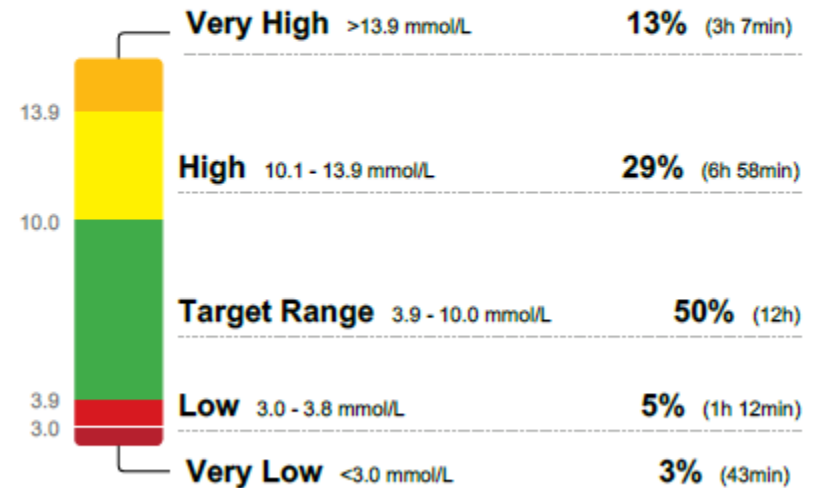 Very High >13.9 mmol/L 13% (3h 7min)
13.9
High 10.1 - 13.9 mmol/L 29% (6h 58min)
10.0
Target Range 3.9 - 10.0 mmol/L 50% (12h)
3.9
Low 3.0 - 3.8 mmol/L 5% (1h 12min)
3.0
Very Low <3.0 mmol/L 3% (43min)